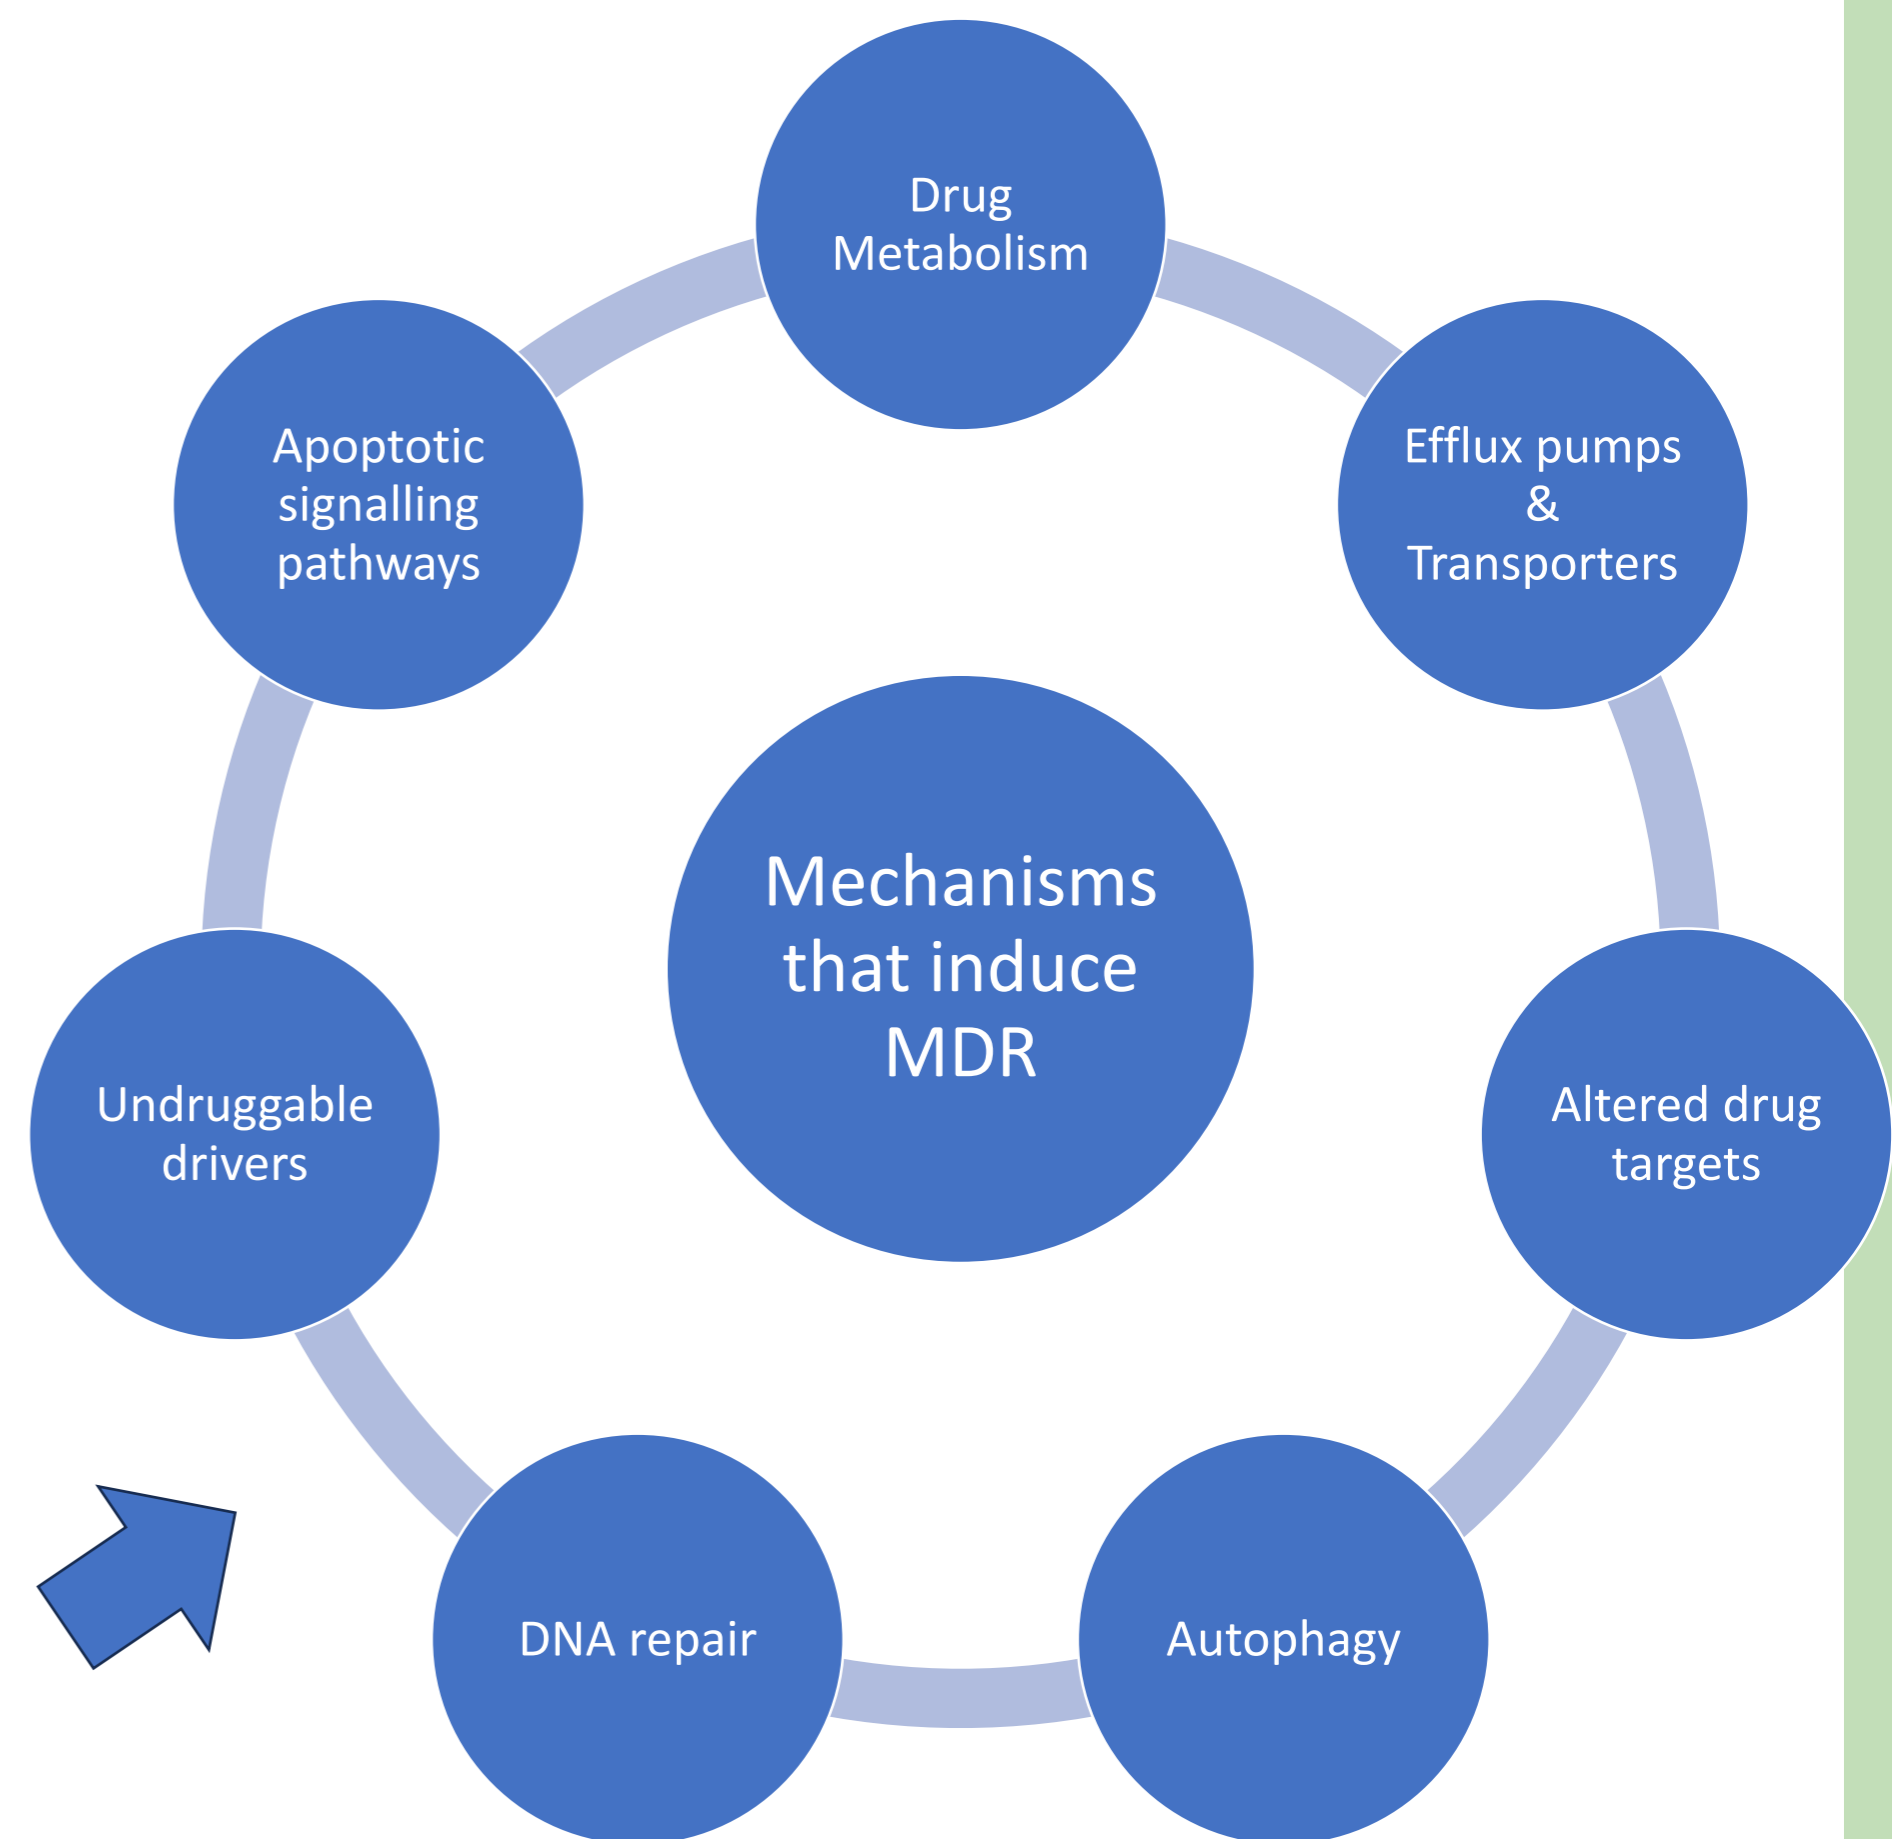 Drug
Metabolism
Efflux pumps
&
Transporters
Altered drug
targets
Autophagy
DNA repair
Undruggable
drivers
Apoptotic
signalling
pathways
Mechanisms
that induce
MDR